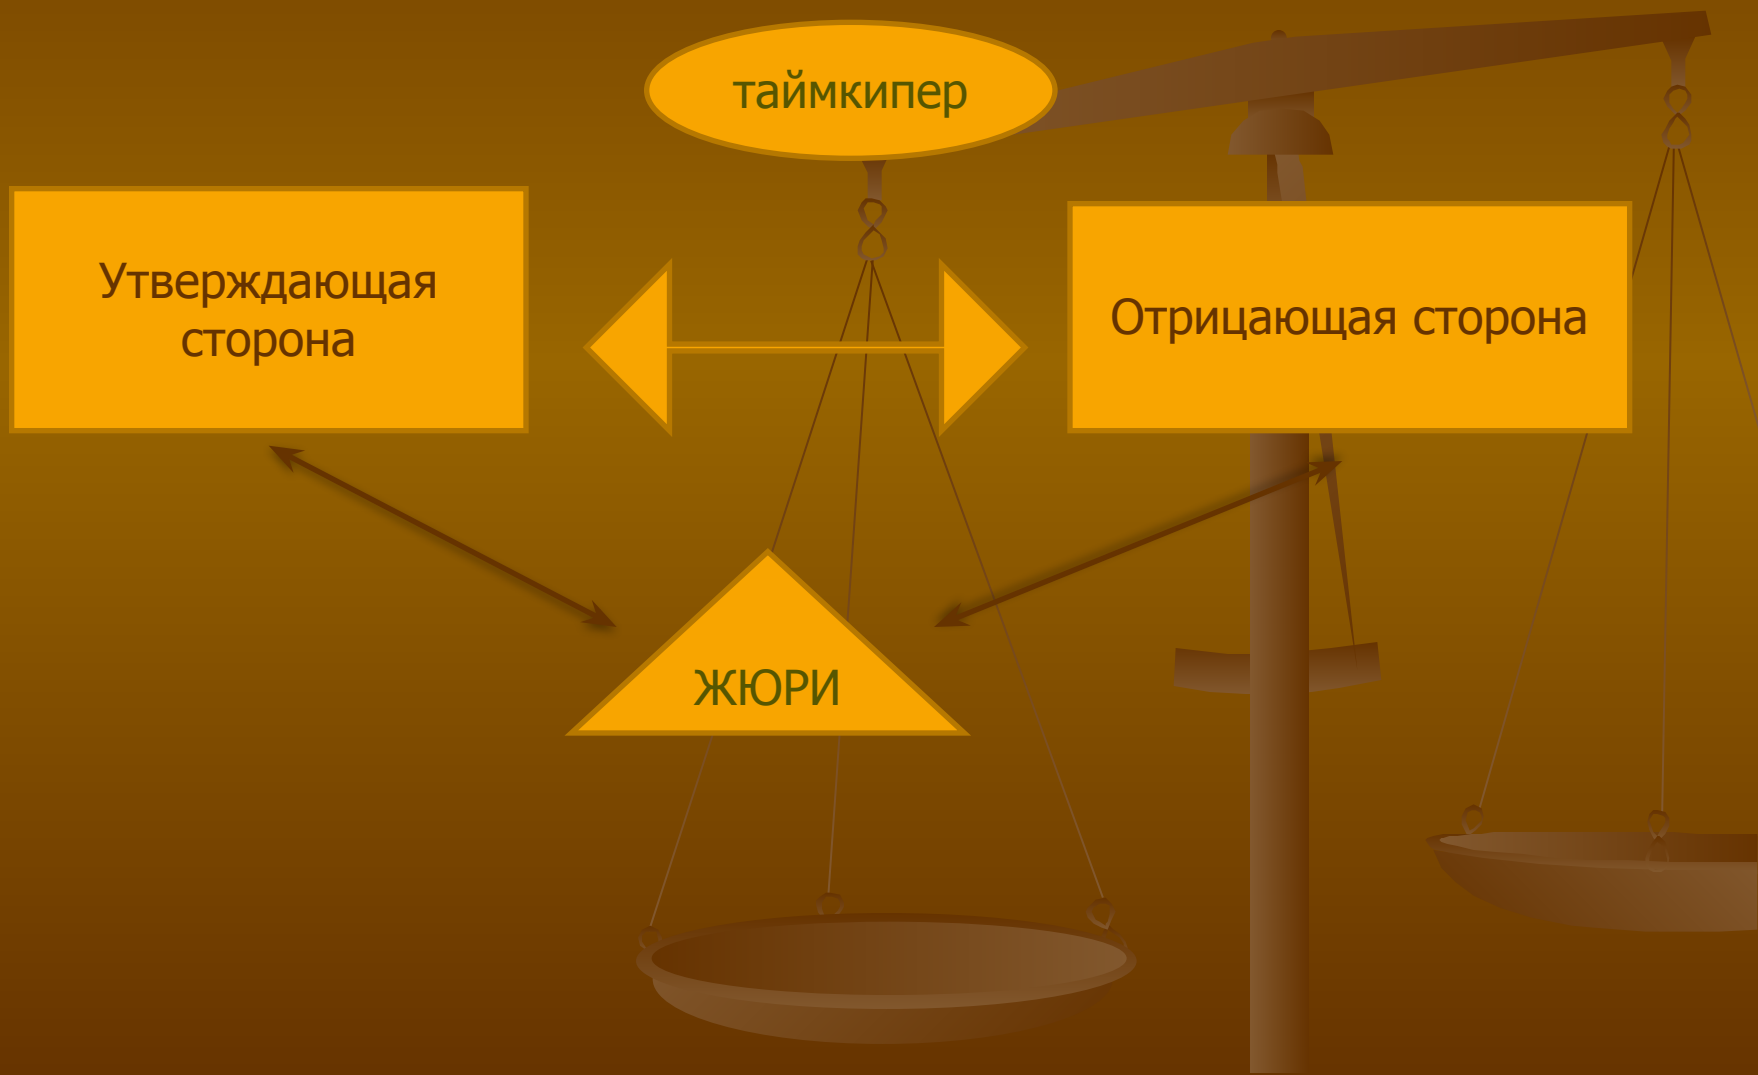 таймкипер
Утверждающая
сторона
Отрицающая сторона
ЖЮРИ